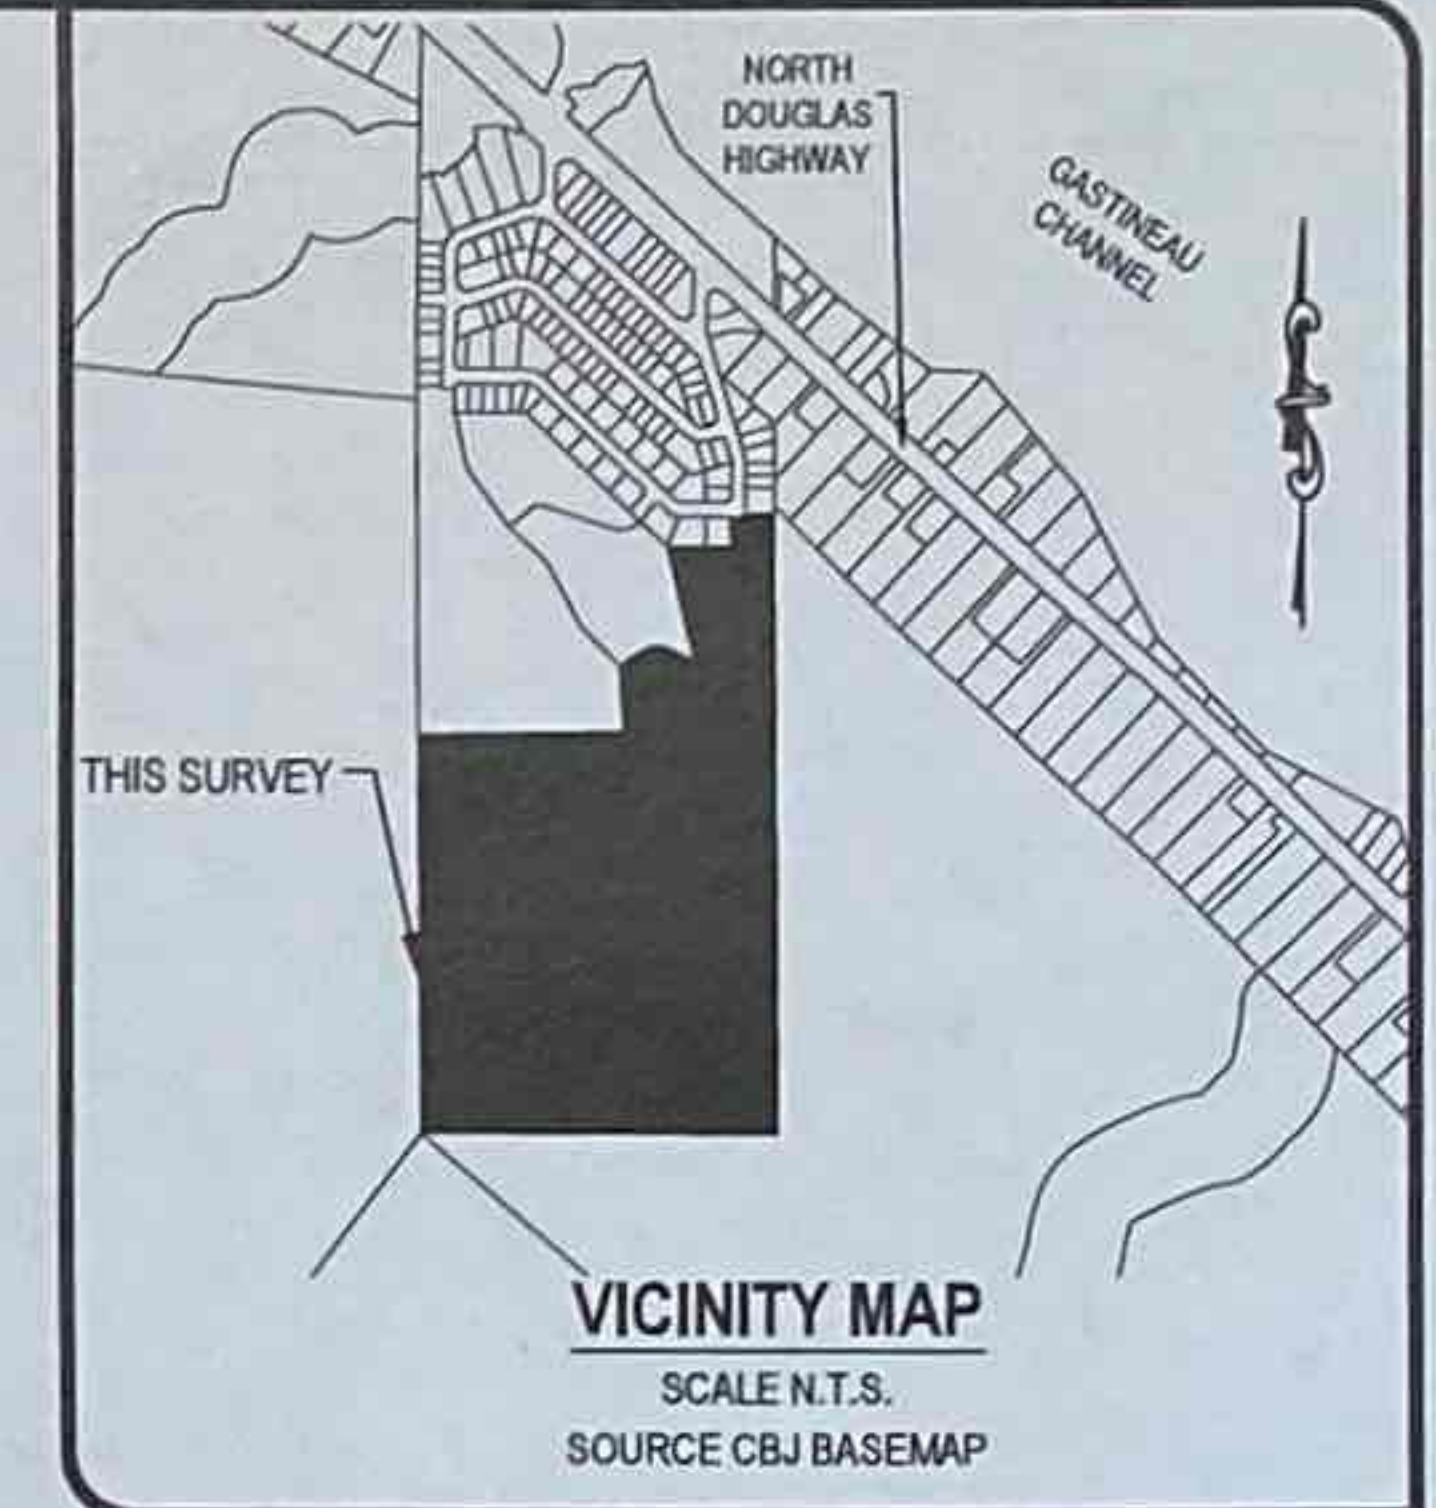 NORTH
DOUGLAS
HIGHWAY
GASTINEAU
CHANNEL
THIS SURVEY
VICINITY MAP
SCALE N.T.S.
SOURCE CBJ BASEMAP